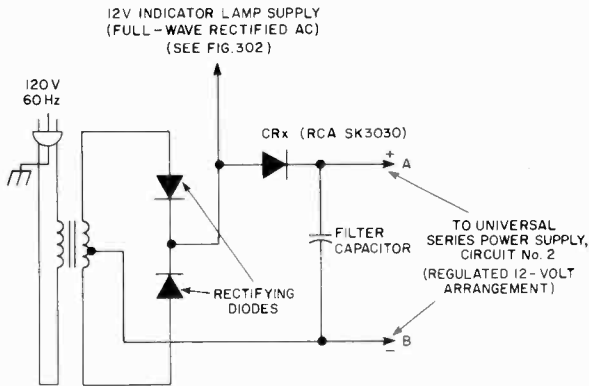 12V INDICATOR LAMP SUPPLY
(FULL-WAVE RECTIFIED AC)
(SEE FIG.302)
120V
60 Hz
CRx (RCA SK3030)
+
A
FILTER
CAPACITOR
TO UNIVERSAL
SERIES POWER SUPPLY,
CIRCUIT No. 2
(REGULATED 12-VOLT
ARRANGEMENT)
RECTIFYING
DIODES
B
−